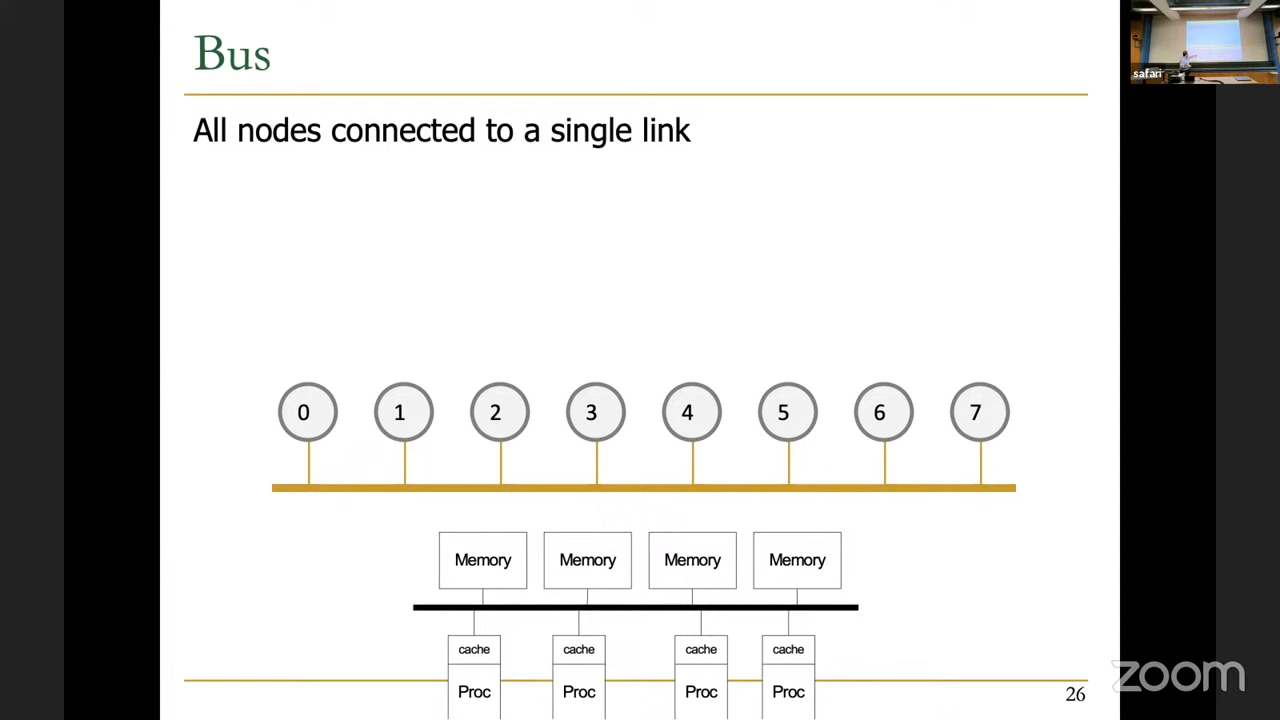 Bus
safari
All nodes connected to a single link
0 1 2 3 4 5 6 7
Memory Memory Memory Memory
cache cache cache cache
Proc Proc Proc Proc
26
zoom